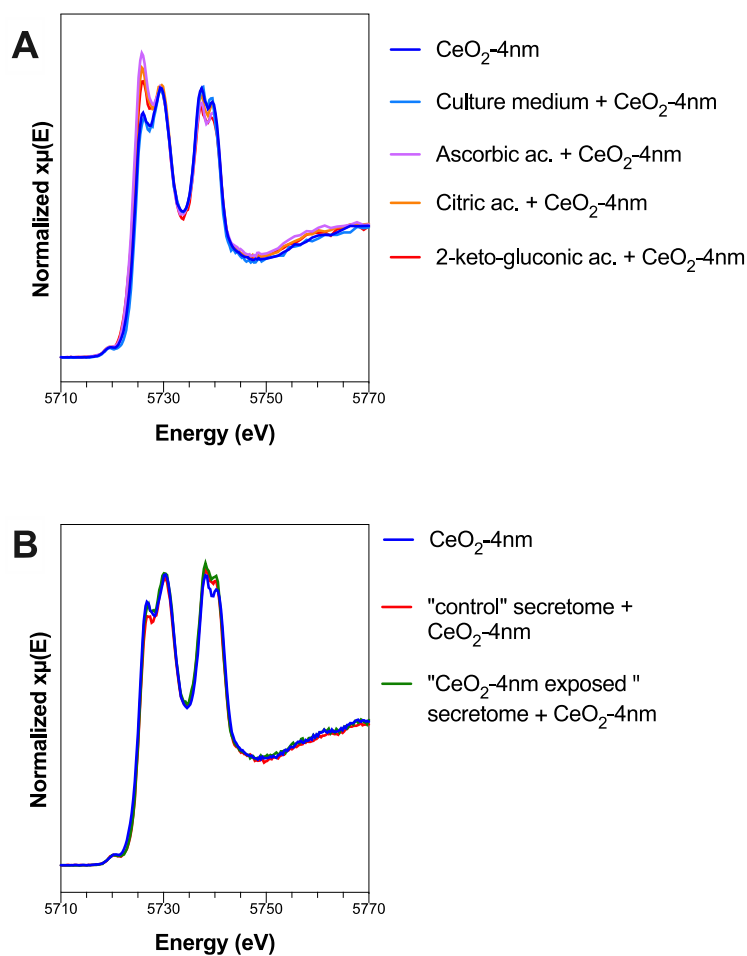 A
Normalized xµ(E)
5710
5730
5750
5770
Energy (eV)
CeO2-4nm
Culture medium + CeO2-4nm
Ascorbic ac. + CeO2-4nm
Citric ac. + CeO2-4nm
2-keto-gluconic ac. + CeO2-4nm
B
Normalized xµ(E)
5710
5730
5750
5770
Energy (eV)
CeO2-4nm
"control" secretome +
CeO2-4nm
"CeO2-4nm exposed "
secretome + CeO2-4nm